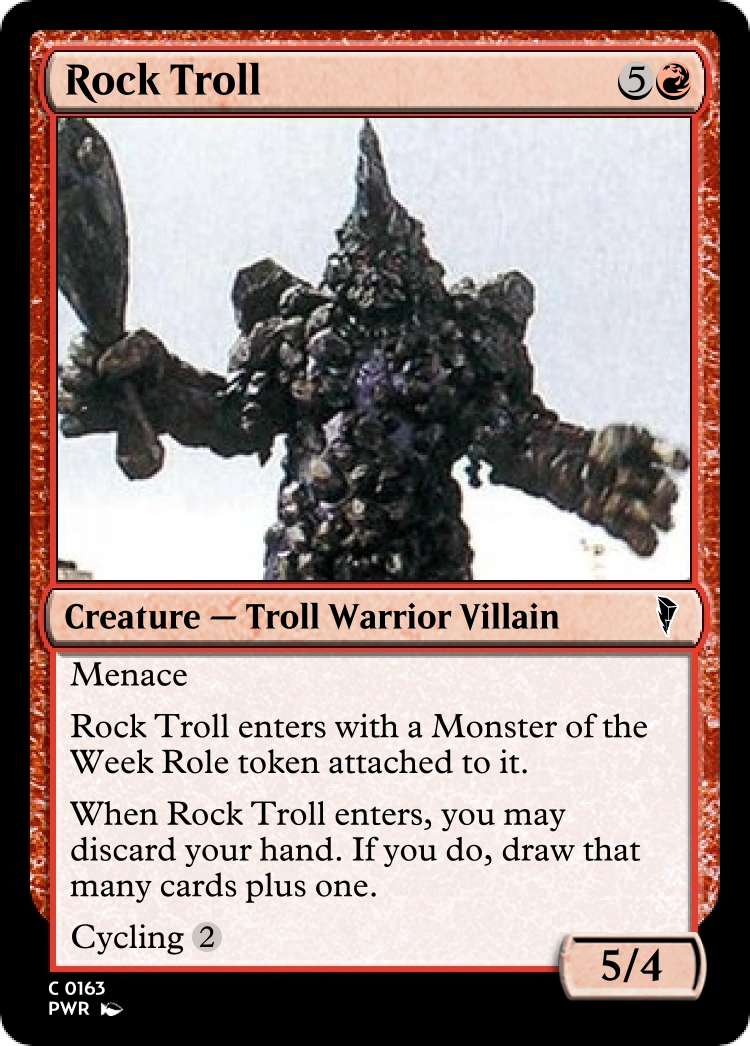 Rock Troll 5
Creature — Troll Warrior Villain
Menace
Rock Troll enters with a Monster of the
Week Role token attached to it.
When Rock Troll enters, you may
discard your hand. If you do, draw that
many cards plus one.
Cycling 2
5/4
C 0163
PWR